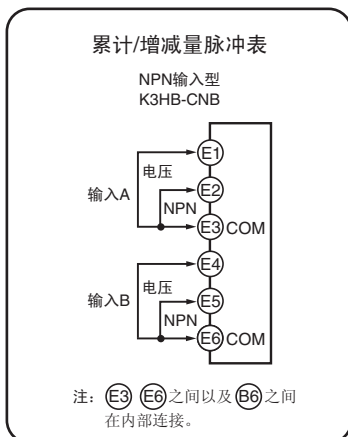 累计/增减量脉冲表
NPN输入型
K3HB-CNB
E1
电压
E2
输入A
NPN
E3 COM
E4
电压
E5
输入B
NPN
E6 COM
注： E3 E6之间以及B6之间
在内部连接。